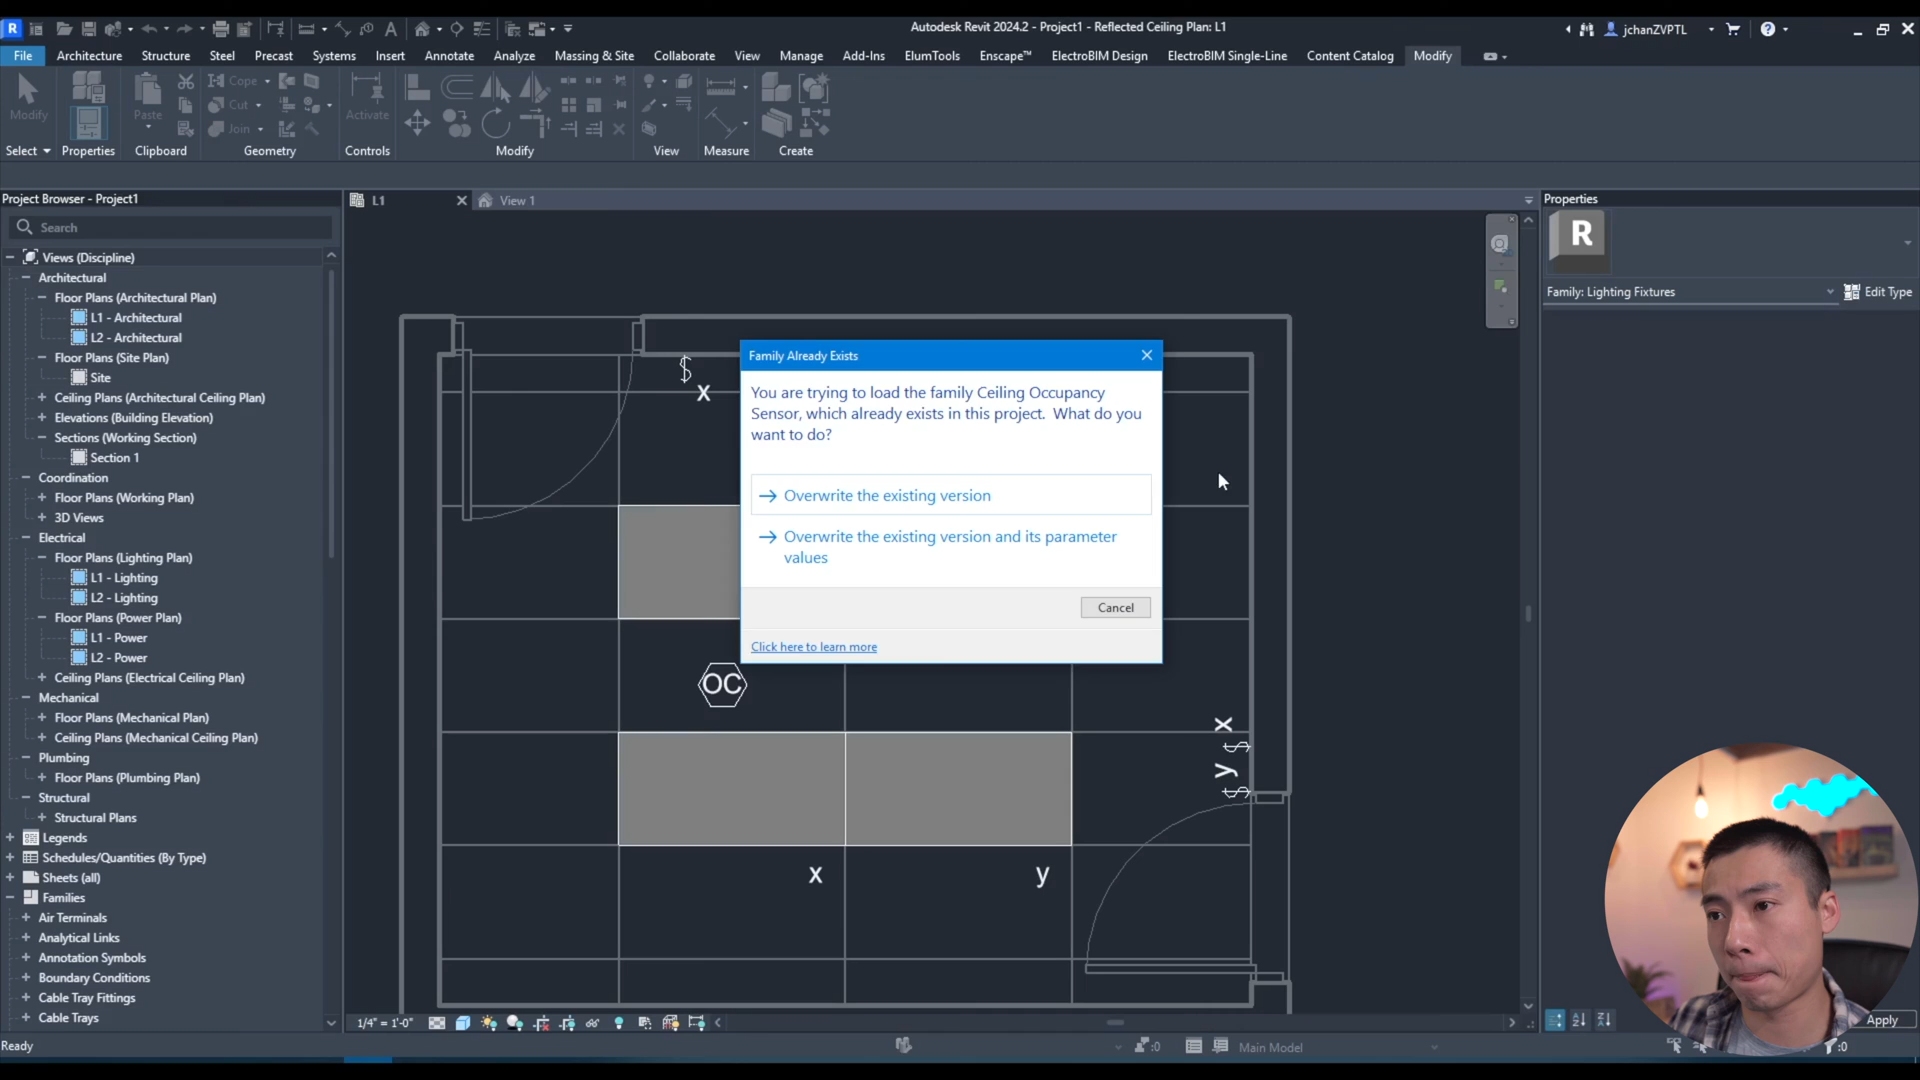 R
Autodesk Revit 2024.2 - Project1 - Reflected Ceiling Plan: L1
jchanZVPTL
File Architecture Structure Steel Precast Systems Insert Annotate Analyze Massing & Site Collaborate View Manage Add-Ins ElumTools Enscape™ ElectroBIM Design ElectroBIM Single-Line Content Catalog Modify
Modify
Paste
Cope
Cut
Join
Activate
Select Properties Clipboard Geometry Controls Modify View Measure Create
Project Browser - Project1
Search
Views (Discipline)
Architectural
Floor Plans (Architectural Plan)
L1 - Architectural
L2 - Architectural
Floor Plans (Site Plan)
Site
Ceiling Plans (Architectural Ceiling Plan)
Elevations (Building Elevation)
Sections (Working Section)
Section 1
Coordination
Floor Plans (Working Plan)
3D Views
Electrical
Floor Plans (Lighting Plan)
L1 - Lighting
L2 - Lighting
Floor Plans (Power Plan)
L1 - Power
L2 - Power
Ceiling Plans (Electrical Ceiling Plan)
Mechanical
Floor Plans (Mechanical Plan)
Ceiling Plans (Mechanical Ceiling Plan)
Plumbing
Floor Plans (Plumbing Plan)
Structural
Structural Plans
Legends
Schedules/Quantities (By Type)
Sheets (all)
Families
Air Terminals
Analytical Links
Annotation Symbols
Boundary Conditions
Cable Tray Fittings
Cable Trays
Ready
L1
View 1
$
x
OC
x
y
x
$
y
$
Family Already Exists
You are trying to load the family Ceiling Occupancy
Sensor, which already exists in this project. What do you
want to do?
Overwrite the existing version
Overwrite the existing version and its parameter
values
Cancel
Click here to learn more
1/4" = 1'-0"
:0
Main Model
Properties
R
Family: Lighting Fixtures
Edit Type
Apply
:0